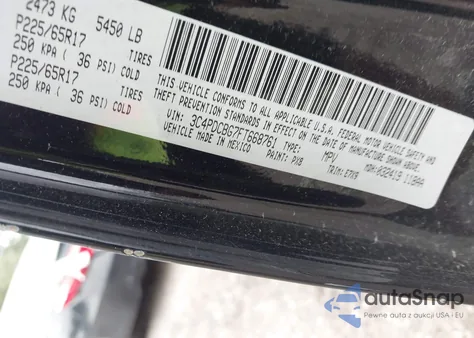 2473 KG 5450 LB
P225/65R17 TIRES
250 KPA ( 36 PSI) COLD
P225/65R17 TIRES
250 KPA ( 36 PSI) COLD
THIS VEHICLE CONFORMS TO ALL U.S.A. FEDERAL MOTOR
VEHICLE SAFETY, BUMPER, AND THEFT
PREVENTION STANDARDS IN EFFECT ON THE DATE OF MANUFACTURE SHOWN ABOVE.
VIN: 3C4PDCBG7FT668761 TYPE: MPV
MADE IN MEXICO PAINT: PX8 TRIM: E7XR MDH:
autoSnap
Pewne auta z aukcji USA i EU